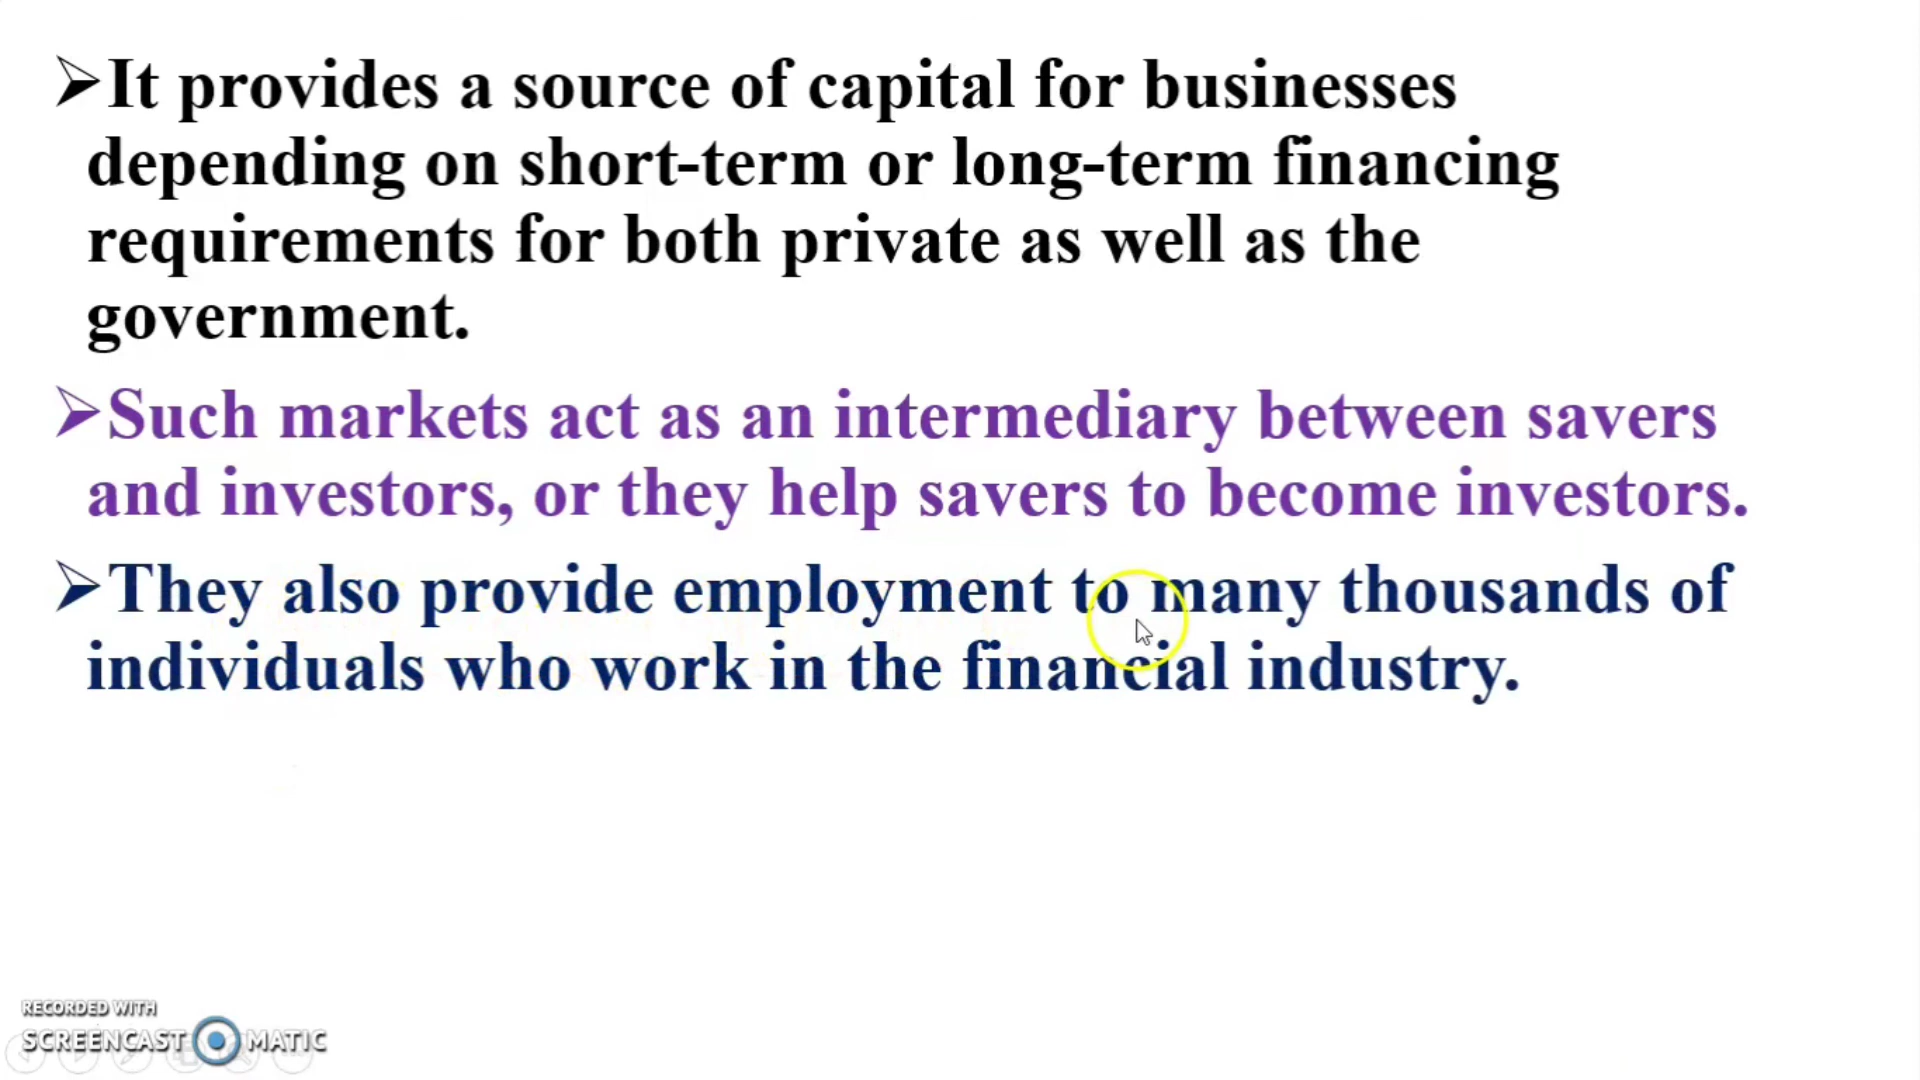 ➢It provides a source of capital for businesses
depending on short-term or long-term financing
requirements for both private as well as the
government.
➢Such markets act as an intermediary between savers
and investors, or they help savers to become investors.
➢They also provide employment to many thousands of
individuals who work in the financial industry.
RECORDED WITH
SCREENCAST MATIC